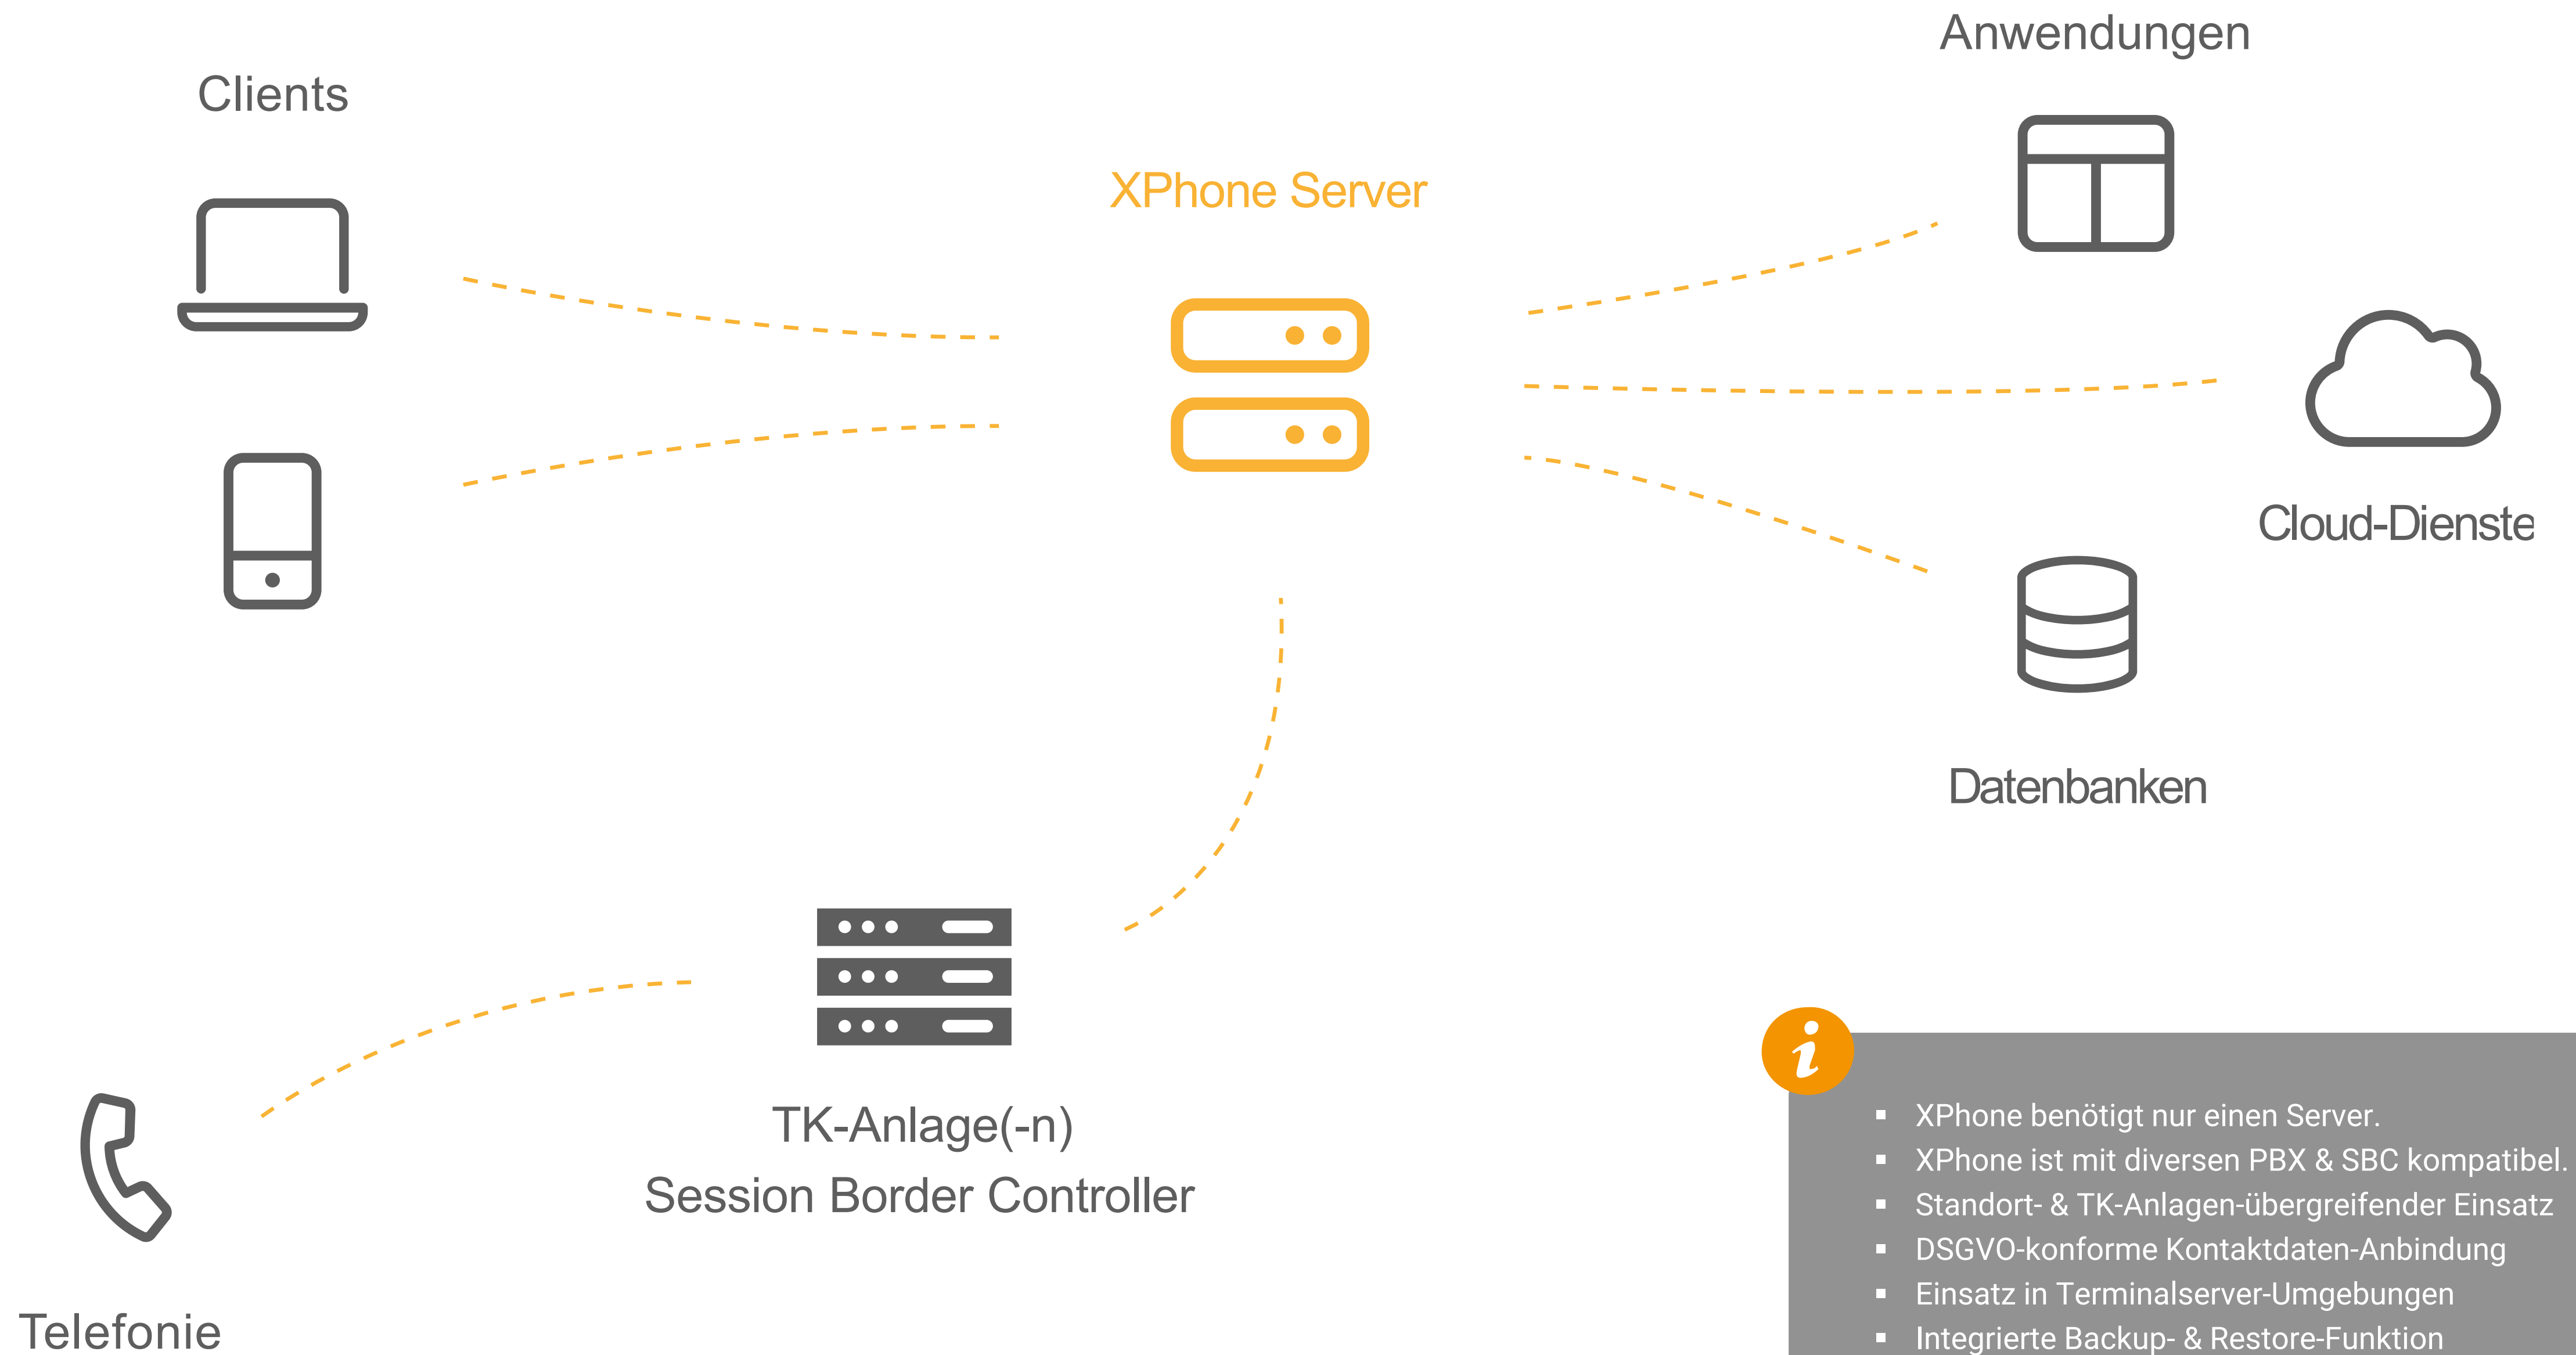 Anwendungen
Clients
XPhone Server
Cloud-Dienste
Datenbanken
TK-Anlage(-n)
Session Border Controller
Telefonie
i
▪ XPhone benötigt nur einen Server.
▪ XPhone ist mit diversen PBX & SBC kompatibel.
▪ Standort- & TK-Anlagen-übergreifender Einsatz
▪ DSGVO-konforme Kontaktdaten-Anbindung
▪ Einsatz in Terminalserver-Umgebungen
▪ Integrierte Backup- & Restore-Funktion